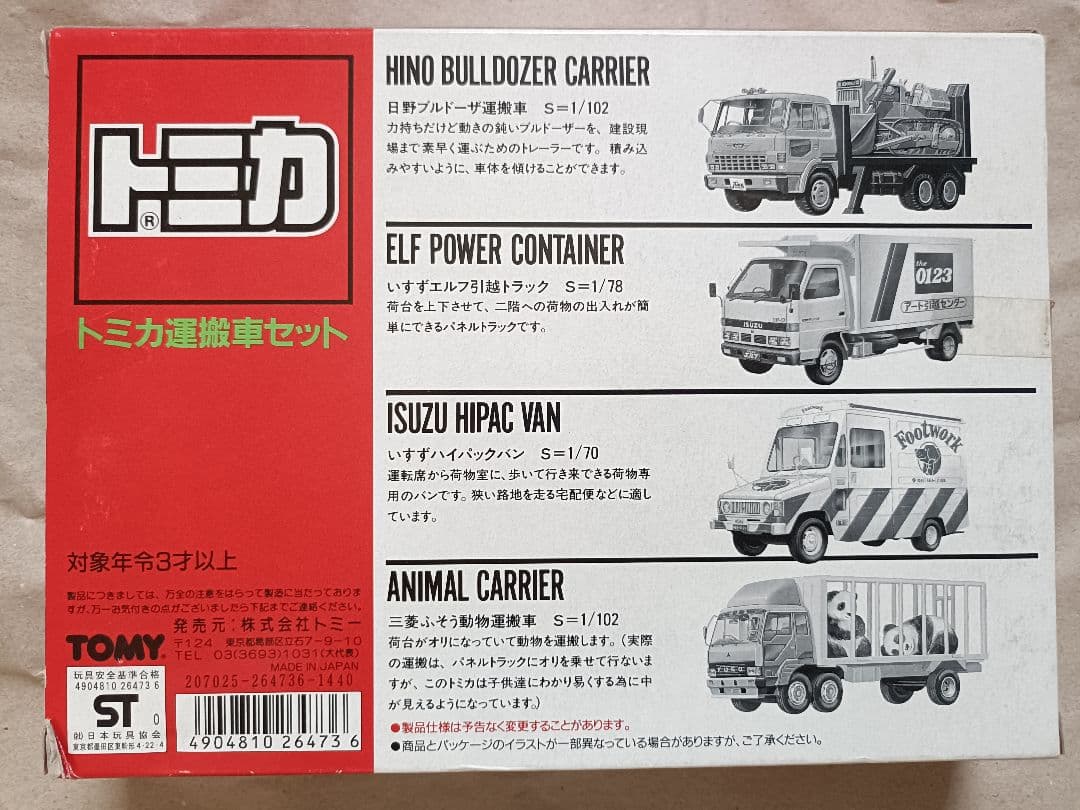 トミカ
®
トミカ運搬車セット
対象年令3才以上
製品につきましては、万全の注意をはらって製造に当たっておりま
すが、万一お気付きの点がございましたら下記までご連絡ください。
発売元:株式会社トミー
TOMY®
〒124 東京都葛飾区立石7-9-10
TEL 03(3693)1031(大代表)
MADE IN JAPAN
207025-264736-1440
玩具安全基準合格
4904810 26473 6
ST 0
㈳日本玩具協会
東京都墨田区東駒形4-22-4
4904810 264736
HINO BULLDOZER CARRIER
日野ブルドーザ運搬車 S=1/102
力持ちだけど動きの鈍いブルドーザーを、建設現
場まで素早く運ぶためのトレーラーです。積み込
みやすいように、車体を傾けることができます。
ELF POWER CONTAINER
いすずエルフ引越トラック S=1/78
荷台を上下させて、二階への荷物の出入れが簡
単にできるパネルトラックです。
the
0123
アート引越センター
ISUZU
ISUZU HIPAC VAN
いすずハイパックバン S=1/70
運転席から荷物室に、歩いて行き来できる荷物専
用のバンです。狭い路地を走る宅配便などに適し
ています。
Footwork
ANIMAL CARRIER
三菱ふそう動物運搬車 S=1/102
荷台がオリになっていて動物を運搬します。(実際
の運搬は、パネルトラックにオリを乗せて行ないま
すが、このトミカは子供達にわかり易くする為に中
が見えるようになっています。)
FUSO
●製品仕様は予告なく変更することがあります。
●商品とパッケージのイラストが一部異なっている場合がありますが、ご了承ください。